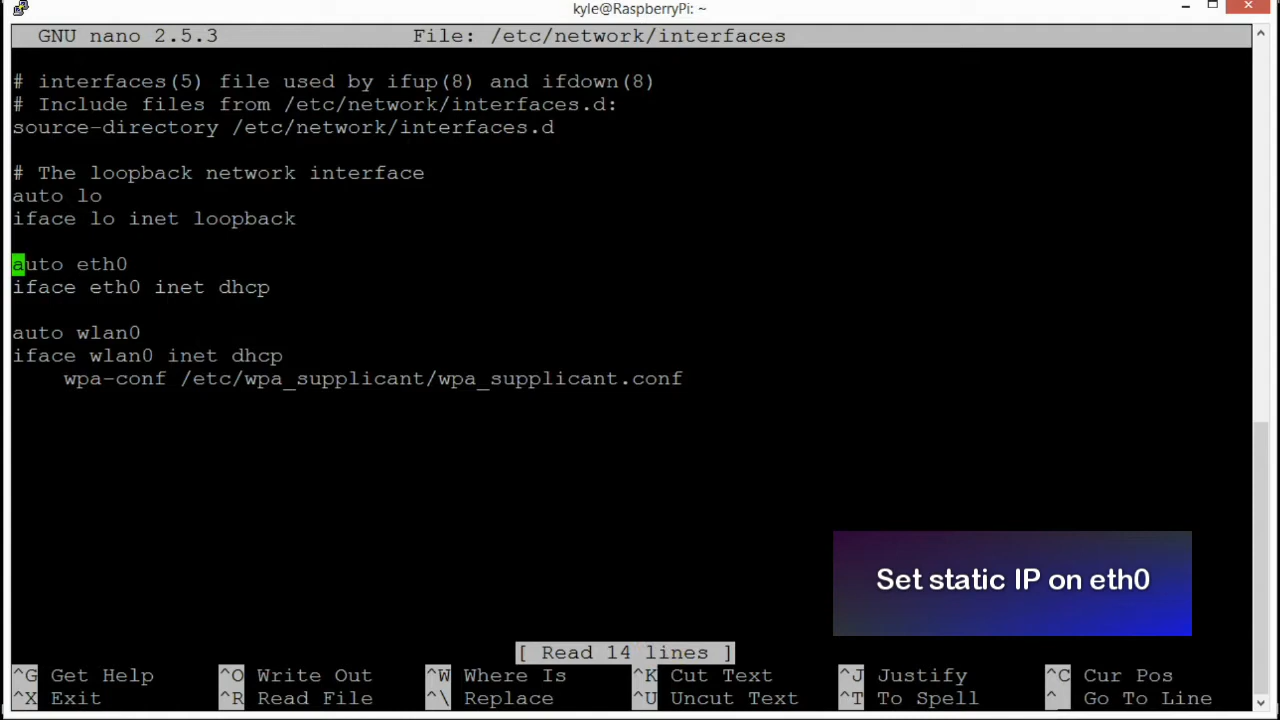 kyle@RaspberryPi: ~
GNU nano 2.5.3 File: /etc/network/interfaces
# interfaces(5) file used by ifup(8) and ifdown(8)
# Include files from /etc/network/interfaces.d:
source-directory /etc/network/interfaces.d
# The loopback network interface
auto lo
iface lo inet loopback
auto eth0
iface eth0 inet dhcp
auto wlan0
iface wlan0 inet dhcp
wpa-conf /etc/wpa_supplicant/wpa_supplicant.conf
Set static IP on eth0
[ Read 14 lines ]
^G Get Help ^O Write Out ^W Where Is ^K Cut Text ^J Justify ^C Cur Pos
^X Exit ^R Read File ^\ Replace ^U Uncut Text ^T To Spell ^_ Go To Line